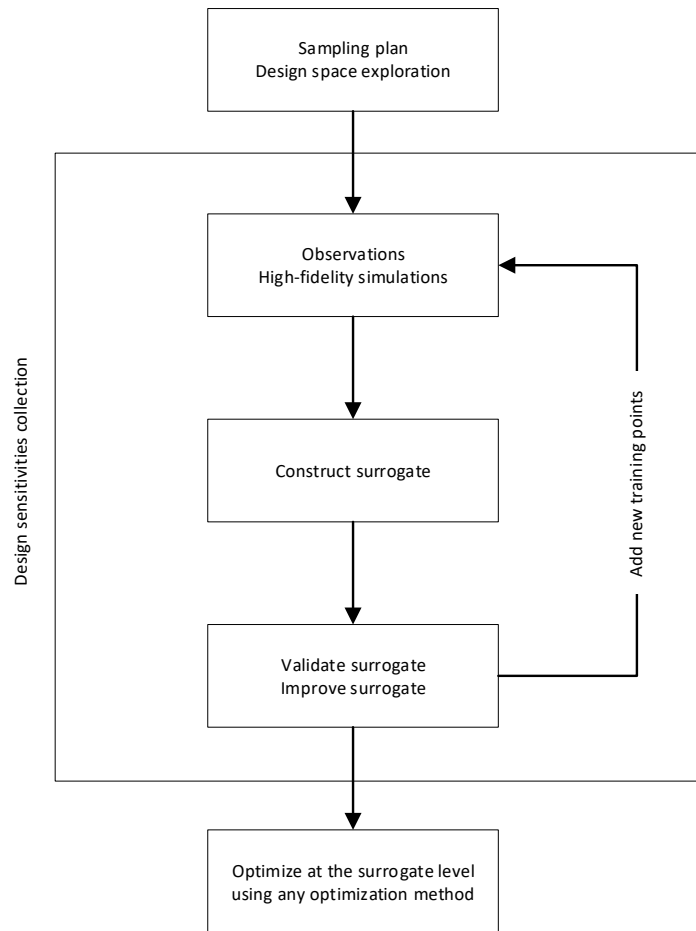 Sampling plan
Design space exploration
Observations
High-fidelity simulations
Design sensitivities collection
Add new training points
Construct surrogate
Validate surrogate
Improve surrogate
Optimize at the surrogate level
using any optimization method